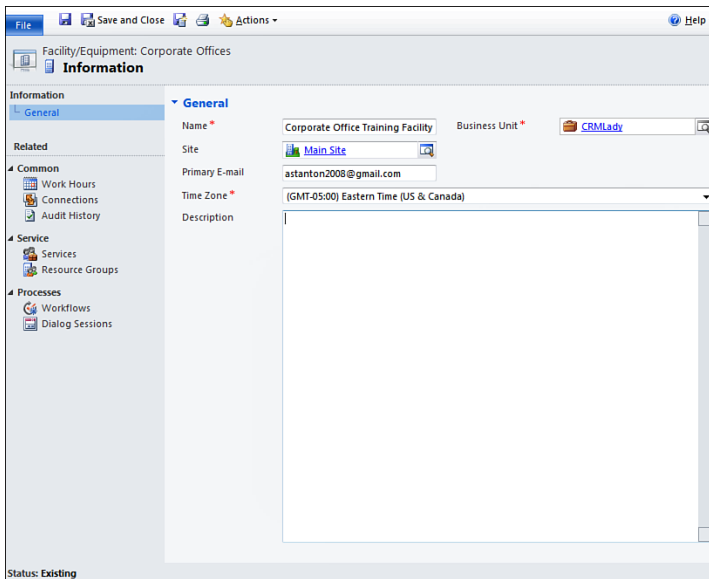 File
Save and Close
Actions
Help
Facility/Equipment: Corporate Offices
Information
Information
General
Related
Common
Work Hours
Connections
Audit History
Service
Services
Resource Groups
Processes
Workflows
Dialog Sessions
General
Name* Corporate Office Training Facility Business Unit* CRMLady
Site Main Site
Primary E-mail astanton2008@gmail.com
Time Zone* (GMT-05:00) Eastern Time (US & Canada)
Description
Status: Existing